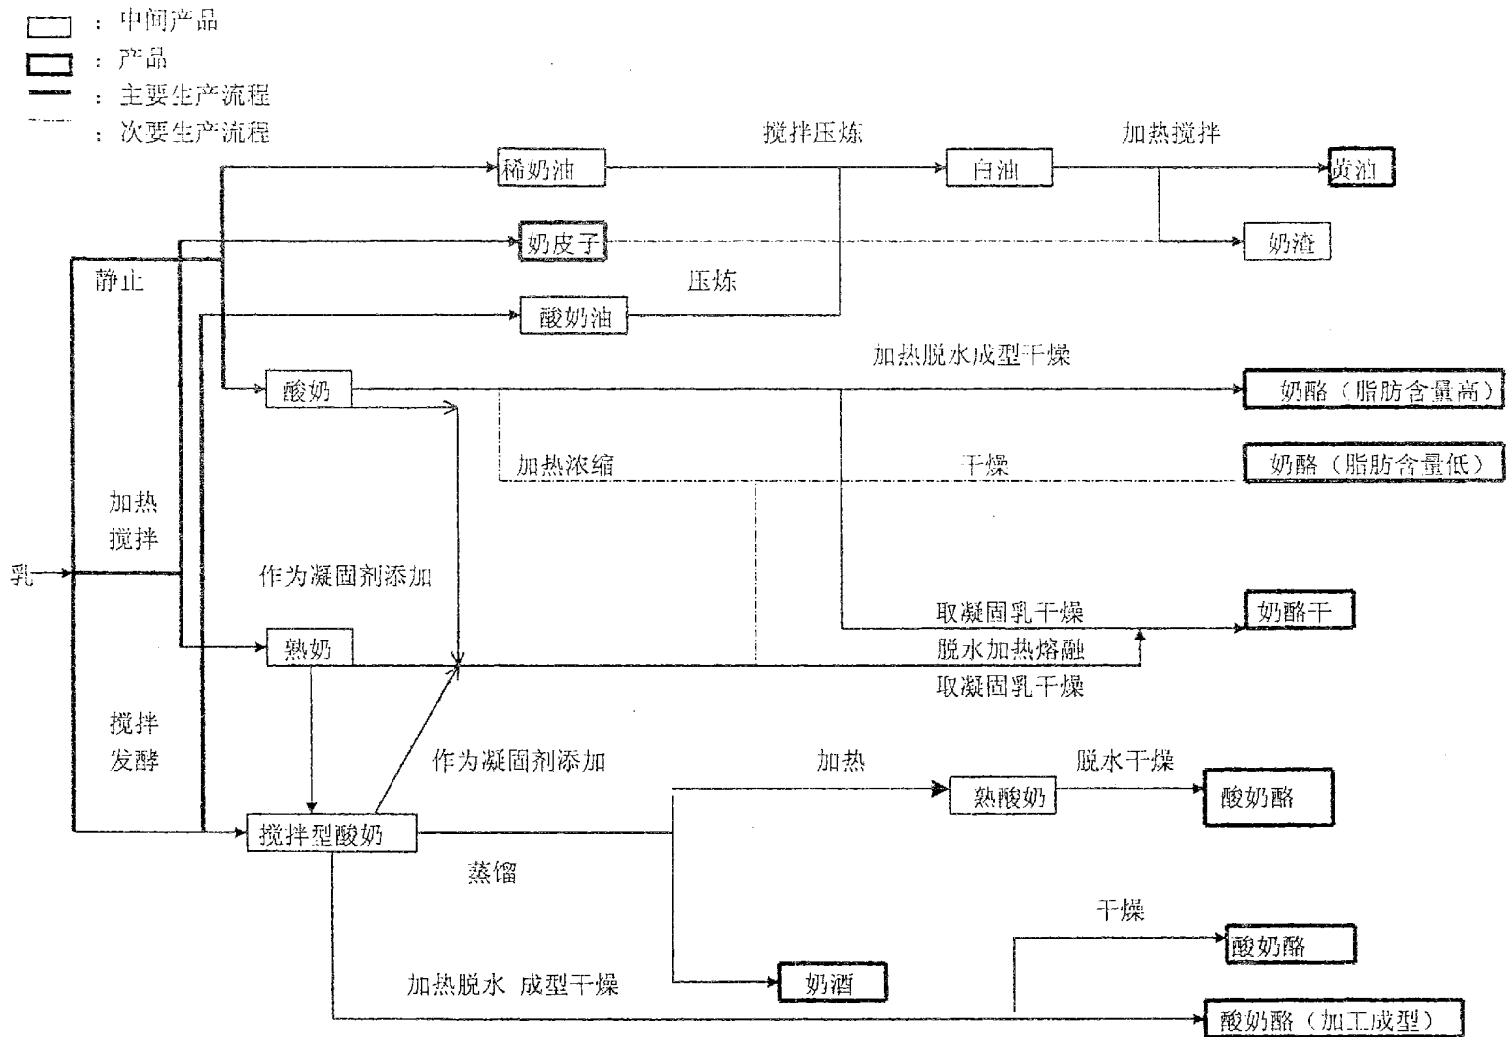 ：中间产品
：产品
：主要生产流程
：次要生产流程
搅拌压炼
加热搅拌
稀奶油
白油
黄油
奶皮子
奶渣
静止
压炼
酸奶油
加热脱水成型干燥
酸奶
奶酪（脂肪含量高）
加热浓缩
干燥
奶酪（脂肪含量低）
加热
搅拌
乳
作为凝固剂添加
取凝固乳干燥
奶酪干
熟奶
脱水加热熔融
取凝固乳干燥
搅拌
发酵
作为凝固剂添加
加热
脱水干燥
熟酸奶
酸奶酪
搅拌型酸奶
蒸馏
干燥
酸奶酪
加热脱水 成型干燥
奶酒
酸奶酪（加工成型）